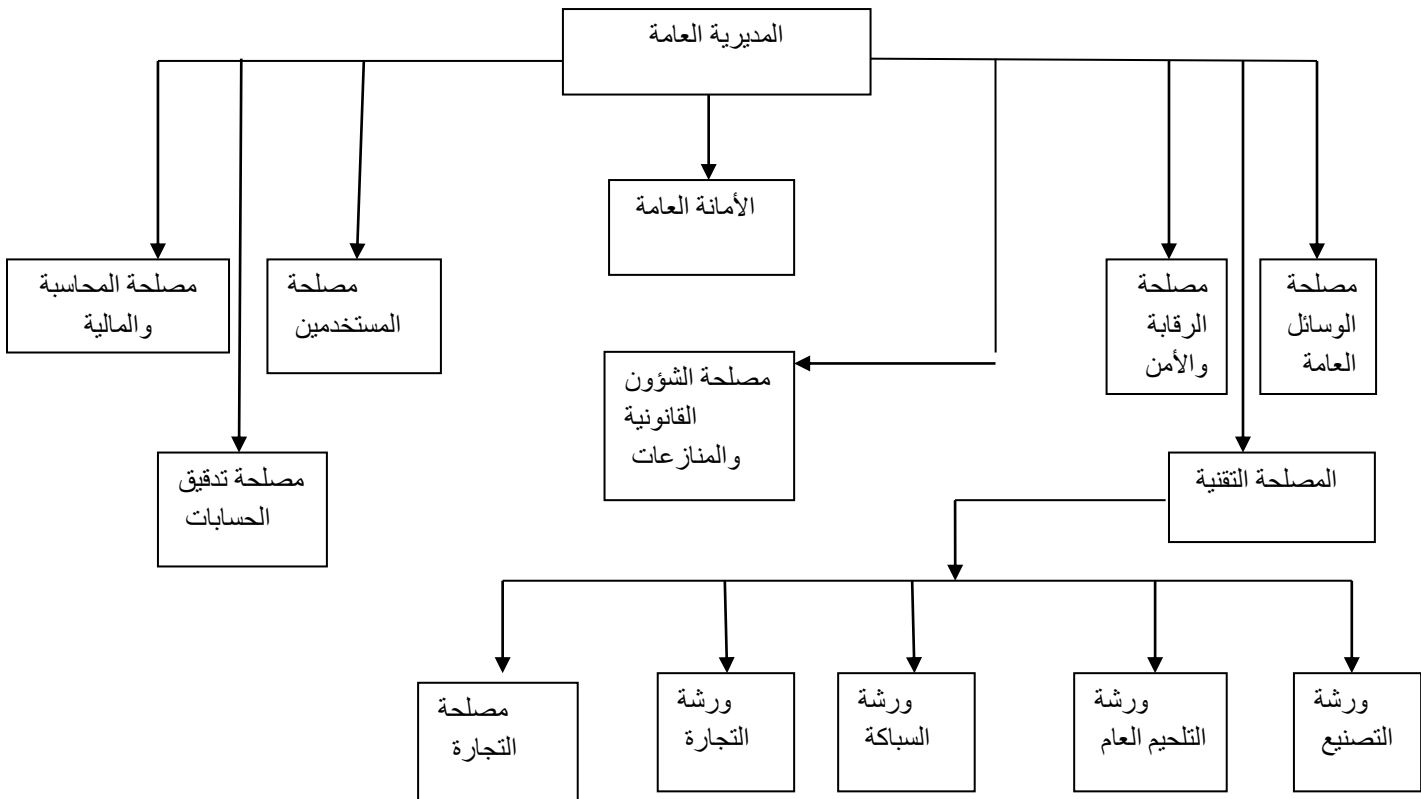 المديرية العامة
الأمانة العامة
مصلحة
الوسائل
العامة
مصلحة
الرقابة
والأمن
مصلحة
المستخدمين
مصلحة المحاسبة
والمالية
مصلحة الشؤون
القانونية
والمنازعات
المصلحة التقنية
مصلحة تدقيق
الحسابات
ورشة
التصنيع
ورشة
التلحيم العام
ورشة
السباكة
ورشة
التجارة
مصلحة
التجارة